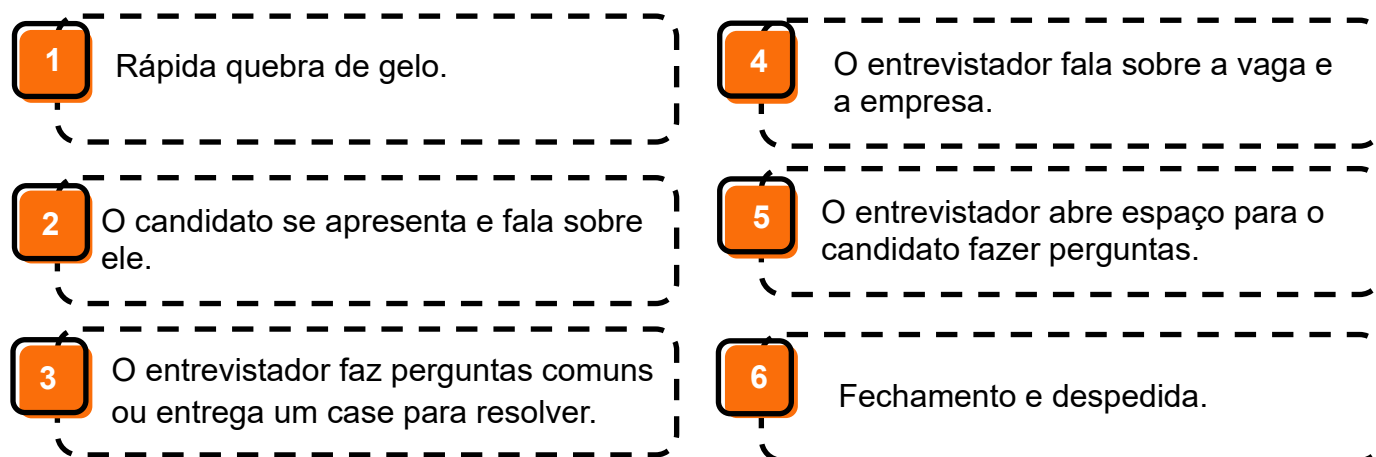 1
Rápida quebra de gelo.
2
O candidato se apresenta e fala sobre
ele.
3
O entrevistador faz perguntas comuns
ou entrega um case para resolver.
4
O entrevistador fala sobre a vaga e
a empresa.
5
O entrevistador abre espaço para o
candidato fazer perguntas.
6
Fechamento e despedida.